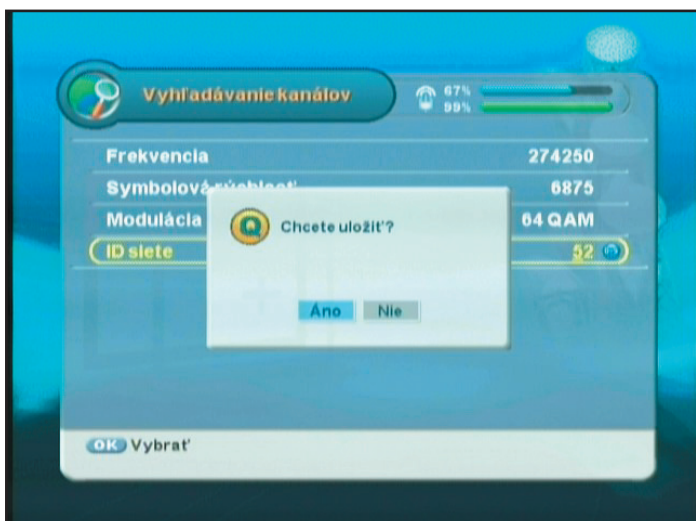 Vyhľadávanie kanálov
67%
99%
Frekvencia 274250
Symbolová 6875
Modulácia 64 QAM
ID siete 52
Q Chcete uložiť?
Áno Nie
OK Vybrať